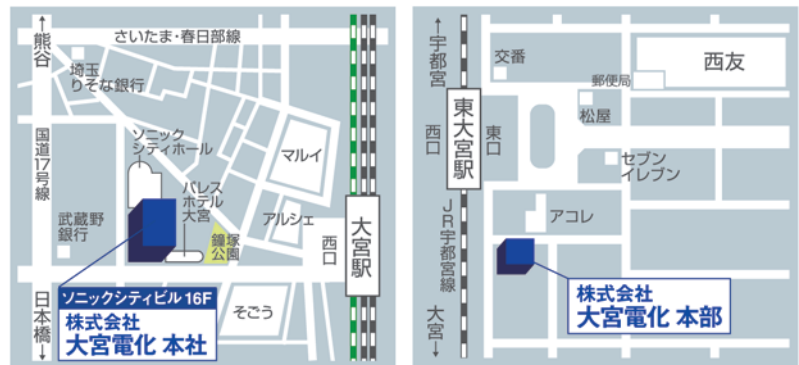 さいたま・春日部線
←熊谷
埼玉
りそな銀行
国道17号線
ソニック
シティホール
マルイ
パレス
ホテル
大宮
アルシェ
武蔵野
銀行
鐘塚
公園
西口
大宮駅
ソニックシティビル 16F
株式会社
大宮電化 本社
そごう
日本橋→
←宇都宮
交番
西友
郵便局
松屋
東大宮駅
西口
東口
セブン
イレブン
アコレ
JR宇都宮線
株式会社
大宮電化 本部
大宮→